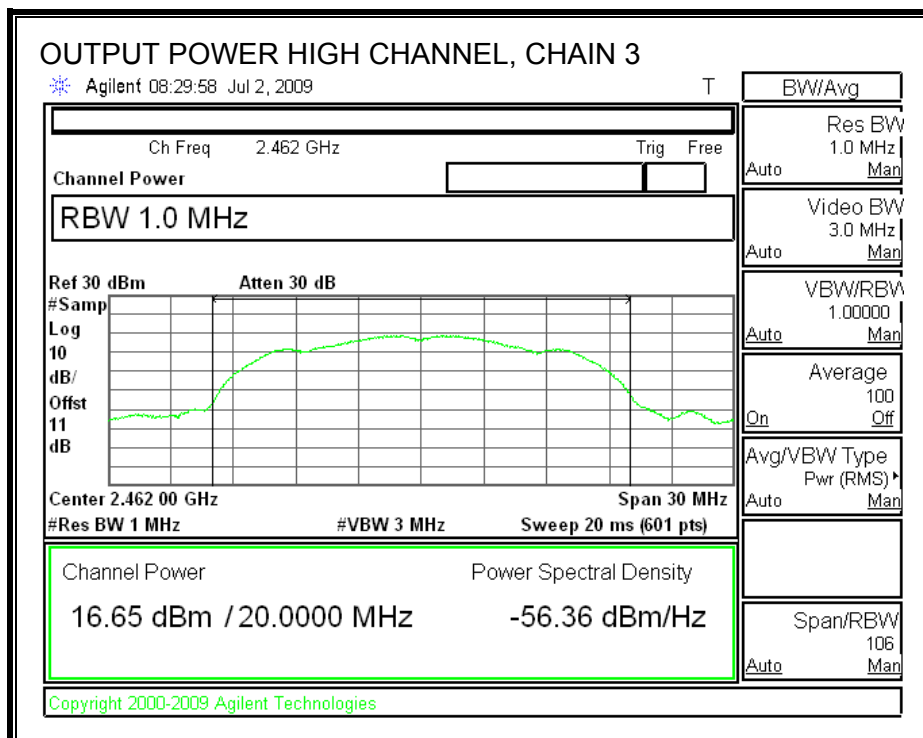 OUTPUT POWER HIGH CHANNEL, CHAIN 3
Agilent 08:29:58 Jul 2, 2009 T
BW/Avg
Ch Freq 2.462 GHz Trig Free
Channel Power
RBW 1.0 MHz
Ref 30 dBm Atten 30 dB
#Samp
Log
10
dB/
Offst
11
dB
Center 2.462 00 GHz Span 30 MHz
#Res BW 1 MHz #VBW 3 MHz Sweep 20 ms (601 pts)
Channel Power Power Spectral Density
16.65 dBm / 20.0000 MHz -56.36 dBm/Hz
Copyright 2000-2009 Agilent Technologies
Res BW
1.0 MHz
Auto Man
Video BW
3.0 MHz
Auto Man
VBW/RBW
1.00000
Auto Man
Average
100
On Off
Avg/VBW Type
Pwr (RMS)
Auto Man
Span/RBW
106
Auto Man